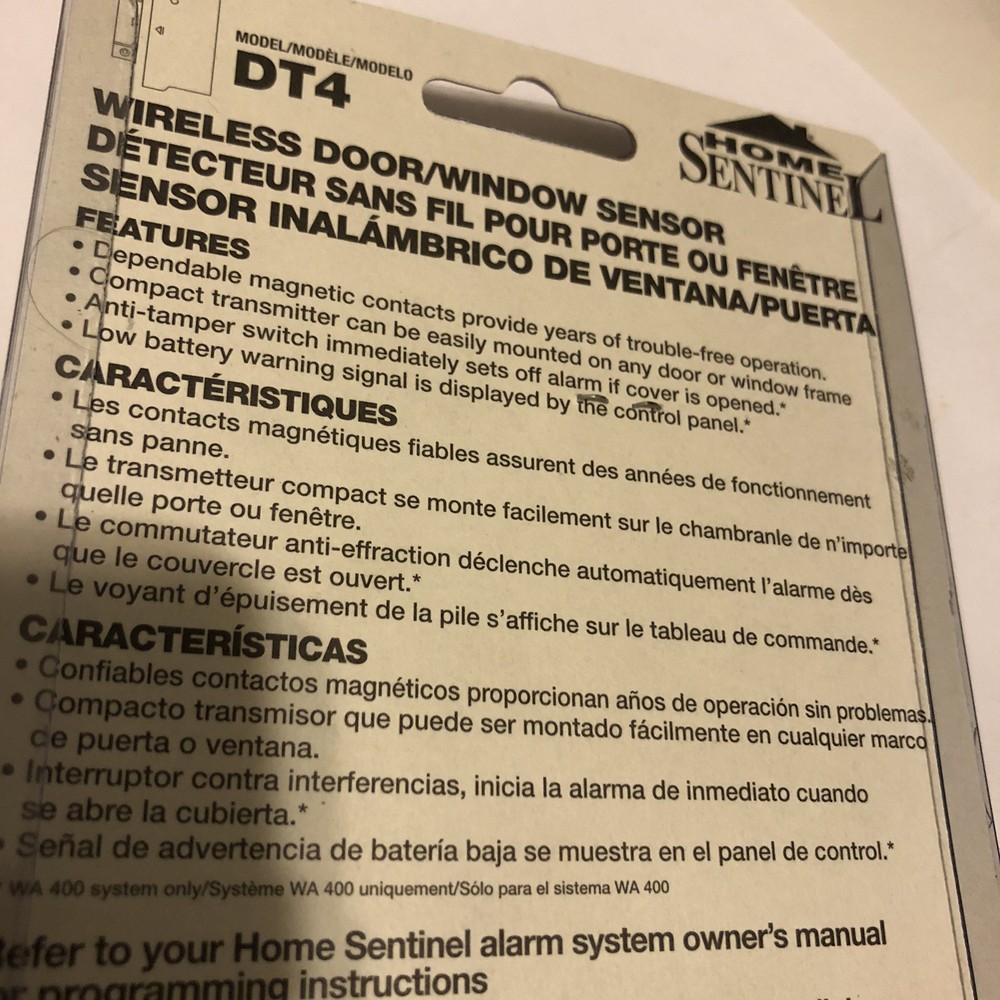 MODEL/MODÈLE/MODELO
DT4
HOME
SENTINEL
WIRELESS DOOR/WINDOW SENSOR
DÉTECTEUR SANS FIL POUR PORTE OU FENÊTRE
SENSOR INALÁMBRICO DE VENTANA/PUERTA
FEATURES
• Dependable magnetic contacts provide years of trouble-free operation.
• Compact transmitter can be easily mounted on any door or window frame
• Anti-tamper switch immediately sets off alarm if cover is opened.*
• Low battery warning signal is displayed by the control panel.*
CARACTÉRISTIQUES
• Les contacts magnétiques fiables assurent des années de fonctionnement
sans panne.
• Le transmetteur compact se monte facilement sur le chambranle de n'importe
quelle porte ou fenêtre.
• Le commutateur anti-effraction déclenche automatiquement l'alarme dès
que le couvercle est ouvert.*
• Le voyant d'épuisement de la pile s'affiche sur le tableau de commande.*
CARACTERÍSTICAS
• Confiables contactos magnéticos proporcionan años de operación sin problemas.
• Compacto transmisor que puede ser montado fácilmente en cualquier marco
de puerta o ventana.
• Interruptor contra interferencias, inicia la alarma de inmediato cuando
se abre la cubierta.*
• Señal de advertencia de batería baja se muestra en el panel de control.*
* WA 400 system only/Système WA 400 uniquement/Sólo para el sistema WA 400
Refer to your Home Sentinel alarm system owner's manual
for programming instructions